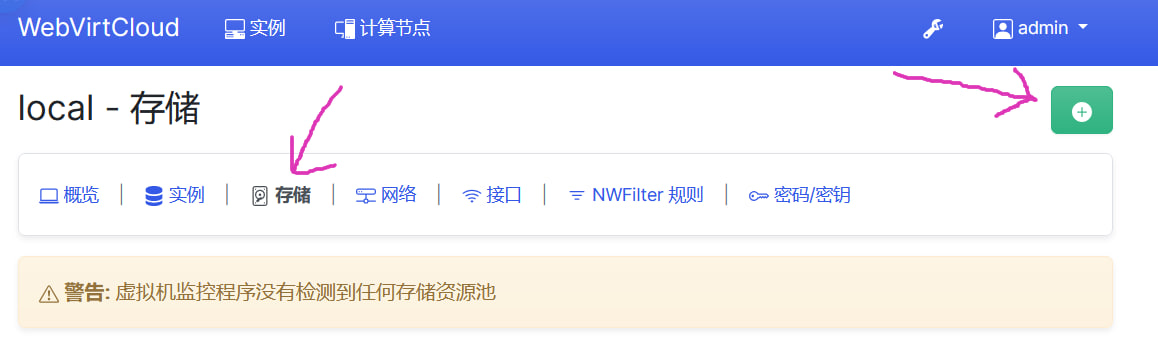 WebVirtCloud 实例 计算节点 admin
local - 存储
概览 | 实例 | 存储 | 网络 | 接口 | NWFilter 规则 | 密码/密钥
警告: 虚拟机监控程序没有检测到任何存储资源池